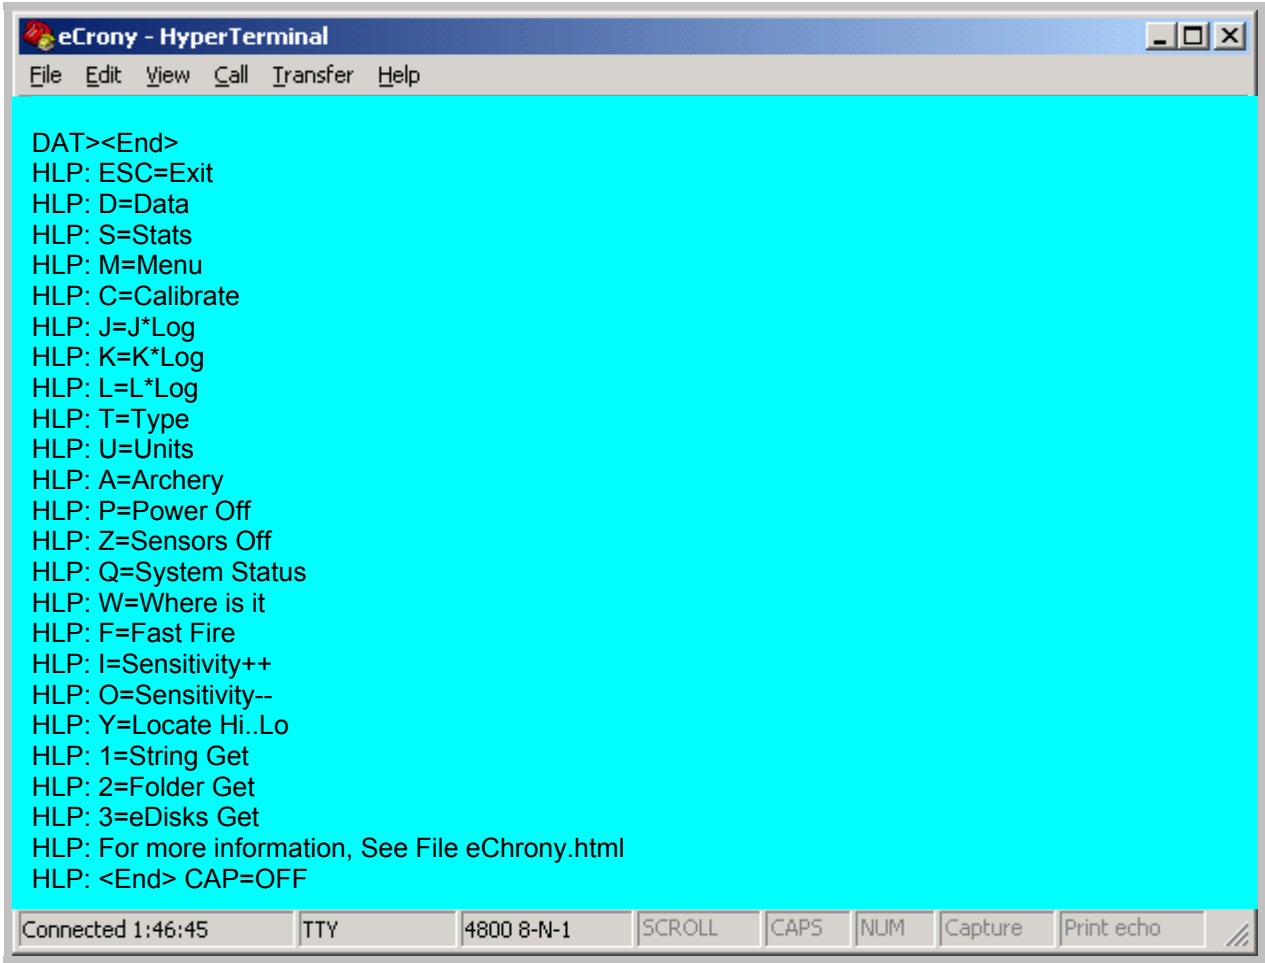 eCrony - HyperTerminal
File Edit View Call Transfer Help
DAT><End>
HLP: ESC=Exit
HLP: D=Data
HLP: S=Stats
HLP: M=Menu
HLP: C=Calibrate
HLP: J=J*Log
HLP: K=K*Log
HLP: L=L*Log
HLP: T=Type
HLP: U=Units
HLP: A=Archery
HLP: P=Power Off
HLP: Z=Sensors Off
HLP: Q=System Status
HLP: W=Where is it
HLP: F=Fast Fire
HLP: I=Sensitivity++
HLP: O=Sensitivity--
HLP: Y=Locate Hi..Lo
HLP: 1=String Get
HLP: 2=Folder Get
HLP: 3=eDisks Get
HLP: For more information, See File eChrony.html
HLP: <End> CAP=OFF
Connected 1:46:45 TTY 4800 8-N-1 SCROLL CAPS NUM Capture Print echo